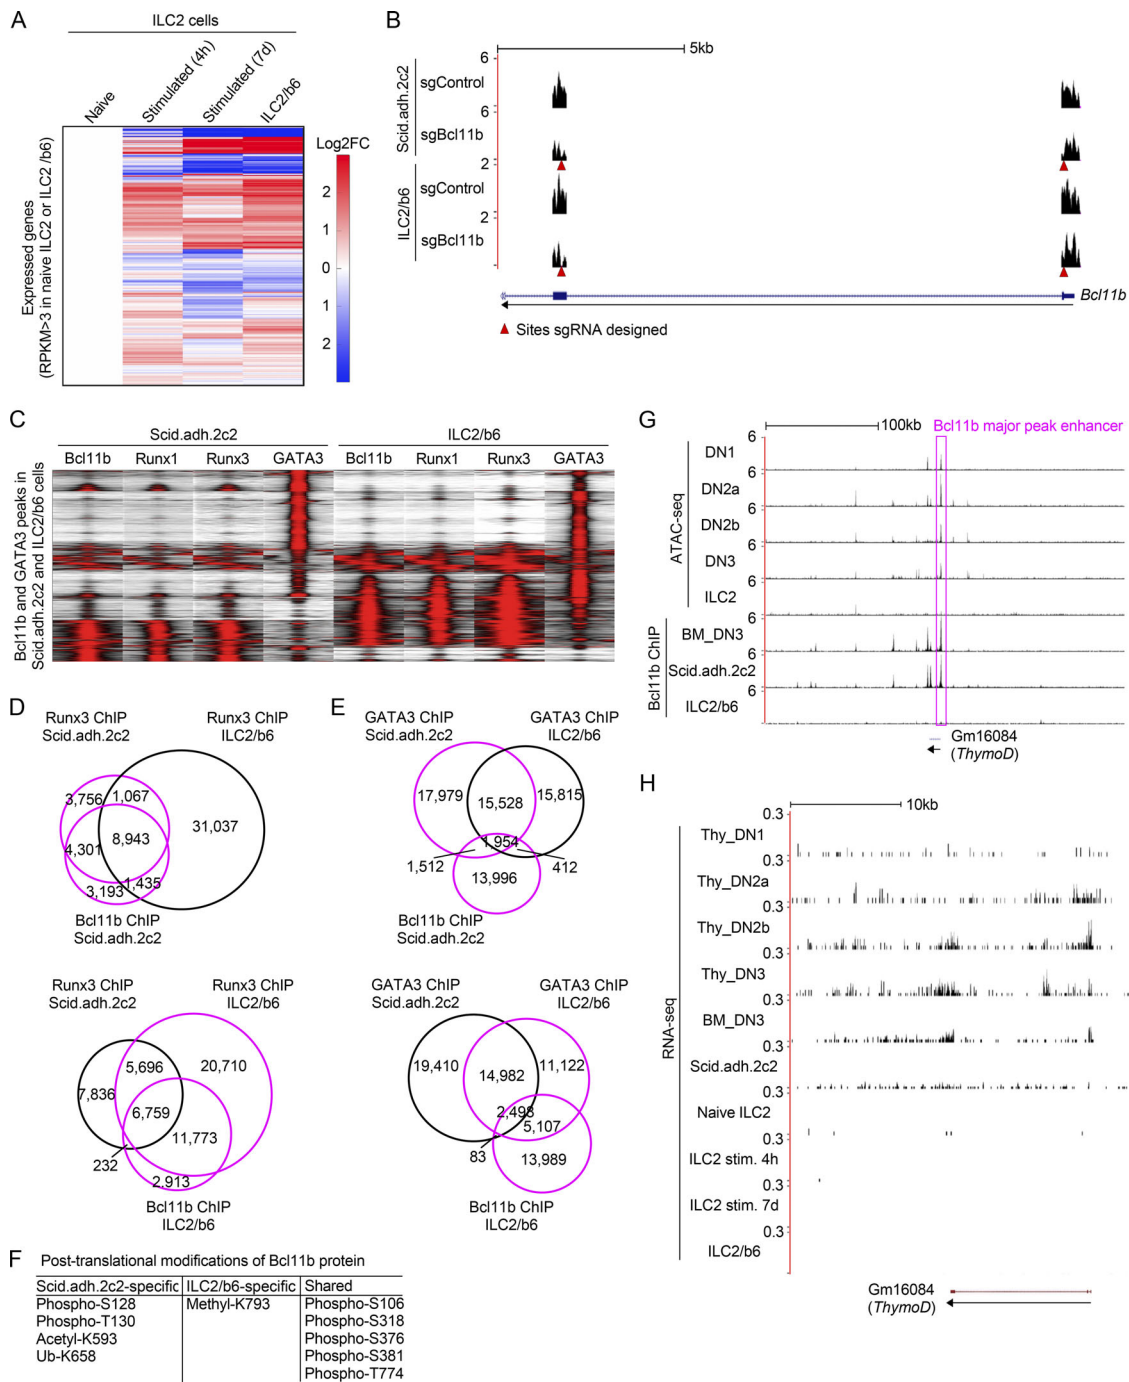 A
ILC2 cells
Naive
Stimulated (4h)
Stimulated (7d)
ILC2/b6
Expressed genes
(RPKM>3 in naive ILC2 or ILC2 /b6)
Log2FC
2
1
0
1
2
B
5kb
Scid.adh.2c2
ILC2/b6
6
sgControl
6
sgBcl11b
2
sgControl
2
sgBcl11b
Bcl11b
Sites sgRNA designed
C
Scid.adh.2c2
ILC2/b6
Bcl11b Runx1 Runx3 GATA3 Bcl11b Runx1 Runx3 GATA3
Bcl11b and GATA3 peaks in
Scid.adh.2c2 and ILC2/b6 cells
D
Runx3 ChIP
Scid.adh.2c2
Runx3 ChIP
ILC2/b6
3,756
1,067
31,037
8,943
4,301
1,435
3,193
Bcl11b ChIP
Scid.adh.2c2
Runx3 ChIP
Scid.adh.2c2
Runx3 ChIP
ILC2/b6
5,696
20,710
7,836
6,759
11,773
232
2,913
Bcl11b ChIP
ILC2/b6
E
GATA3 ChIP
Scid.adh.2c2
GATA3 ChIP
ILC2/b6
17,979
15,528
15,815
1,954
1,512
412
13,996
Bcl11b ChIP
Scid.adh.2c2
GATA3 ChIP
Scid.adh.2c2
GATA3 ChIP
ILC2/b6
19,410
14,982
11,122
2,498
5,107
83
13,989
Bcl11b ChIP
ILC2/b6
F
Post-translational modifications of Bcl11b protein
Scid.adh.2c2-specific ILC2/b6-specific Shared
Phospho-S128 Methyl-K793 Phospho-S106
Phospho-T130 Phospho-S318
Acetyl-K593 Phospho-S376
Ub-K658 Phospho-S381
Phospho-T774
G
100kb
Bcl11b major peak enhancer
ATAC-seq
Bcl11b ChIP
6
DN1
6
DN2a
6
DN2b
6
DN3
6
ILC2
6
BM_DN3
6
Scid.adh.2c2
6
ILC2/b6
Gm16084
(ThymoD)
H
10kb
RNA-seq
0.3
Thy_DN1
0.3
Thy_DN2a
0.3
Thy_DN2b
0.3
Thy_DN3
0.3
BM_DN3
0.3
Scid.adh.2c2
0.3
Naive ILC2
0.3
ILC2 stim. 4h
0.3
ILC2 stim. 7d
0.3
ILC2/b6
Gm16084
(ThymoD)